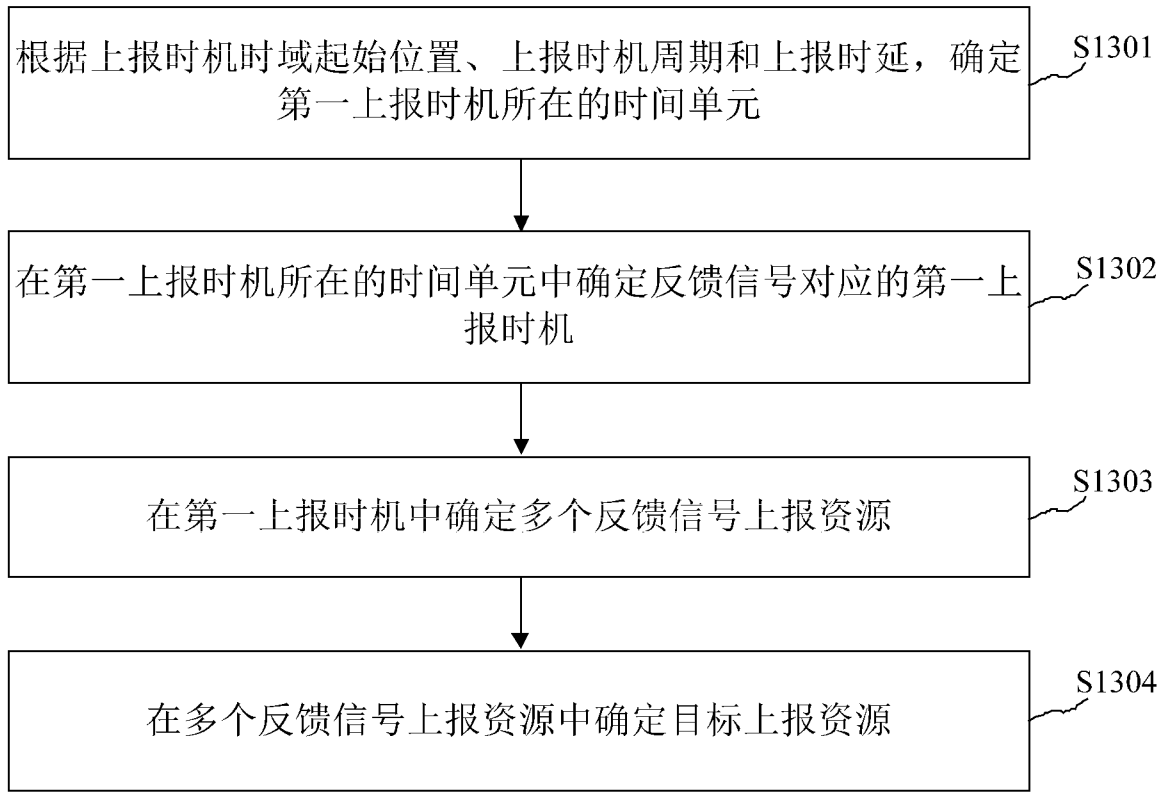 根据上报时机时域起始位置、上报时机周期和上报时延，确定
第一上报时机所在的时间单元
S1301
在第一上报时机所在的时间单元中确定反馈信号对应的第一上
报时机
S1302
在第一上报时机中确定多个反馈信号上报资源
S1303
在多个反馈信号上报资源中确定目标上报资源
S1304